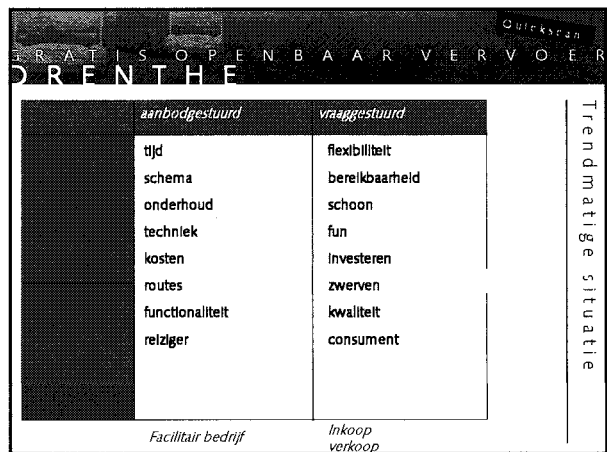 Quickscan
GRATIS OPENBAAR VERVOER
DRENTHE
aanbodgestuurd vraaggestuurd
tijd flexibiliteit
schema bereikbaarheid
onderhoud schoon
techniek fun
kosten investeren
routes zwerven
functionaliteit kwaliteit
reiziger consument
Facilitair bedrijf Inkoop
verkoop
Trendmatige situatie